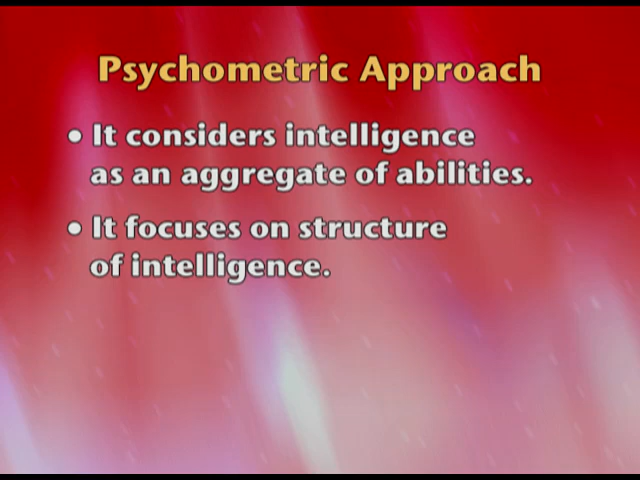 Psychometric Approach
• It considers intelligence
as an aggregate of abilities.
• It focuses on structure
of intelligence.